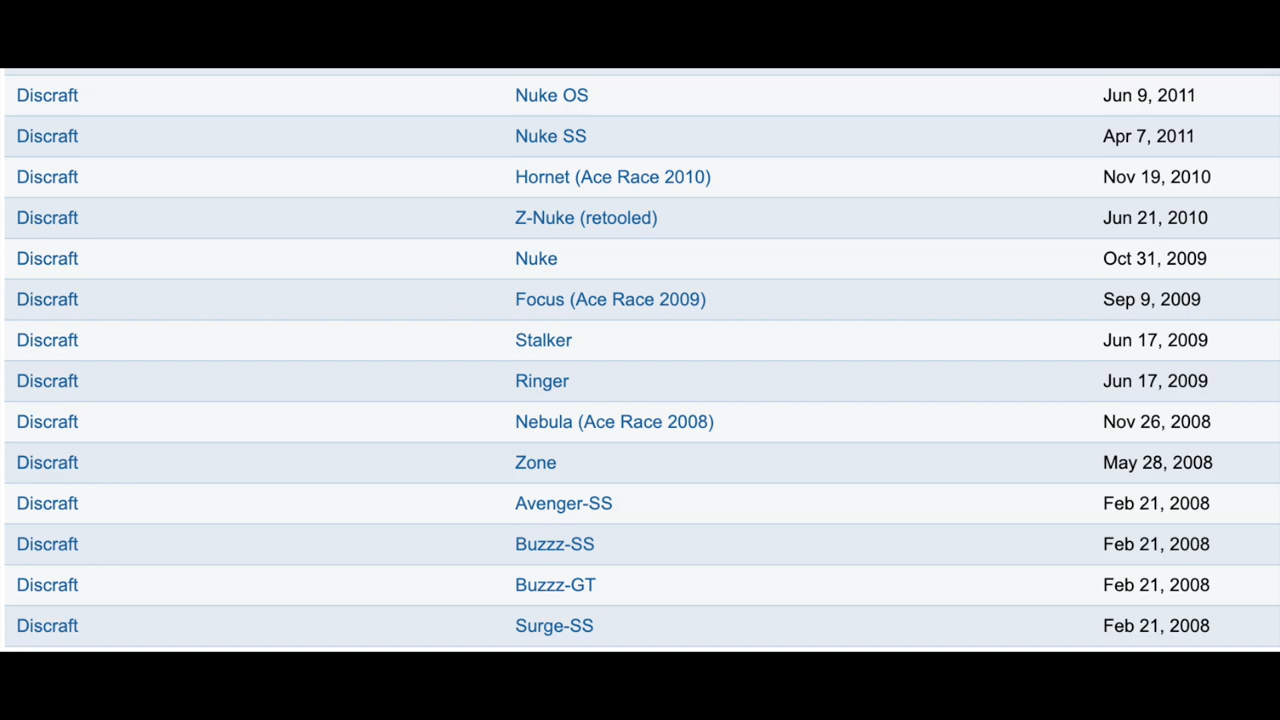 Discraft Nuke OS Jun 9, 2011
Discraft Nuke SS Apr 7, 2011
Discraft Hornet (Ace Race 2010) Nov 19, 2010
Discraft Z-Nuke (retooled) Jun 21, 2010
Discraft Nuke Oct 31, 2009
Discraft Focus (Ace Race 2009) Sep 9, 2009
Discraft Stalker Jun 17, 2009
Discraft Ringer Jun 17, 2009
Discraft Nebula (Ace Race 2008) Nov 26, 2008
Discraft Zone May 28, 2008
Discraft Avenger-SS Feb 21, 2008
Discraft Buzzz-SS Feb 21, 2008
Discraft Buzzz-GT Feb 21, 2008
Discraft Surge-SS Feb 21, 2008